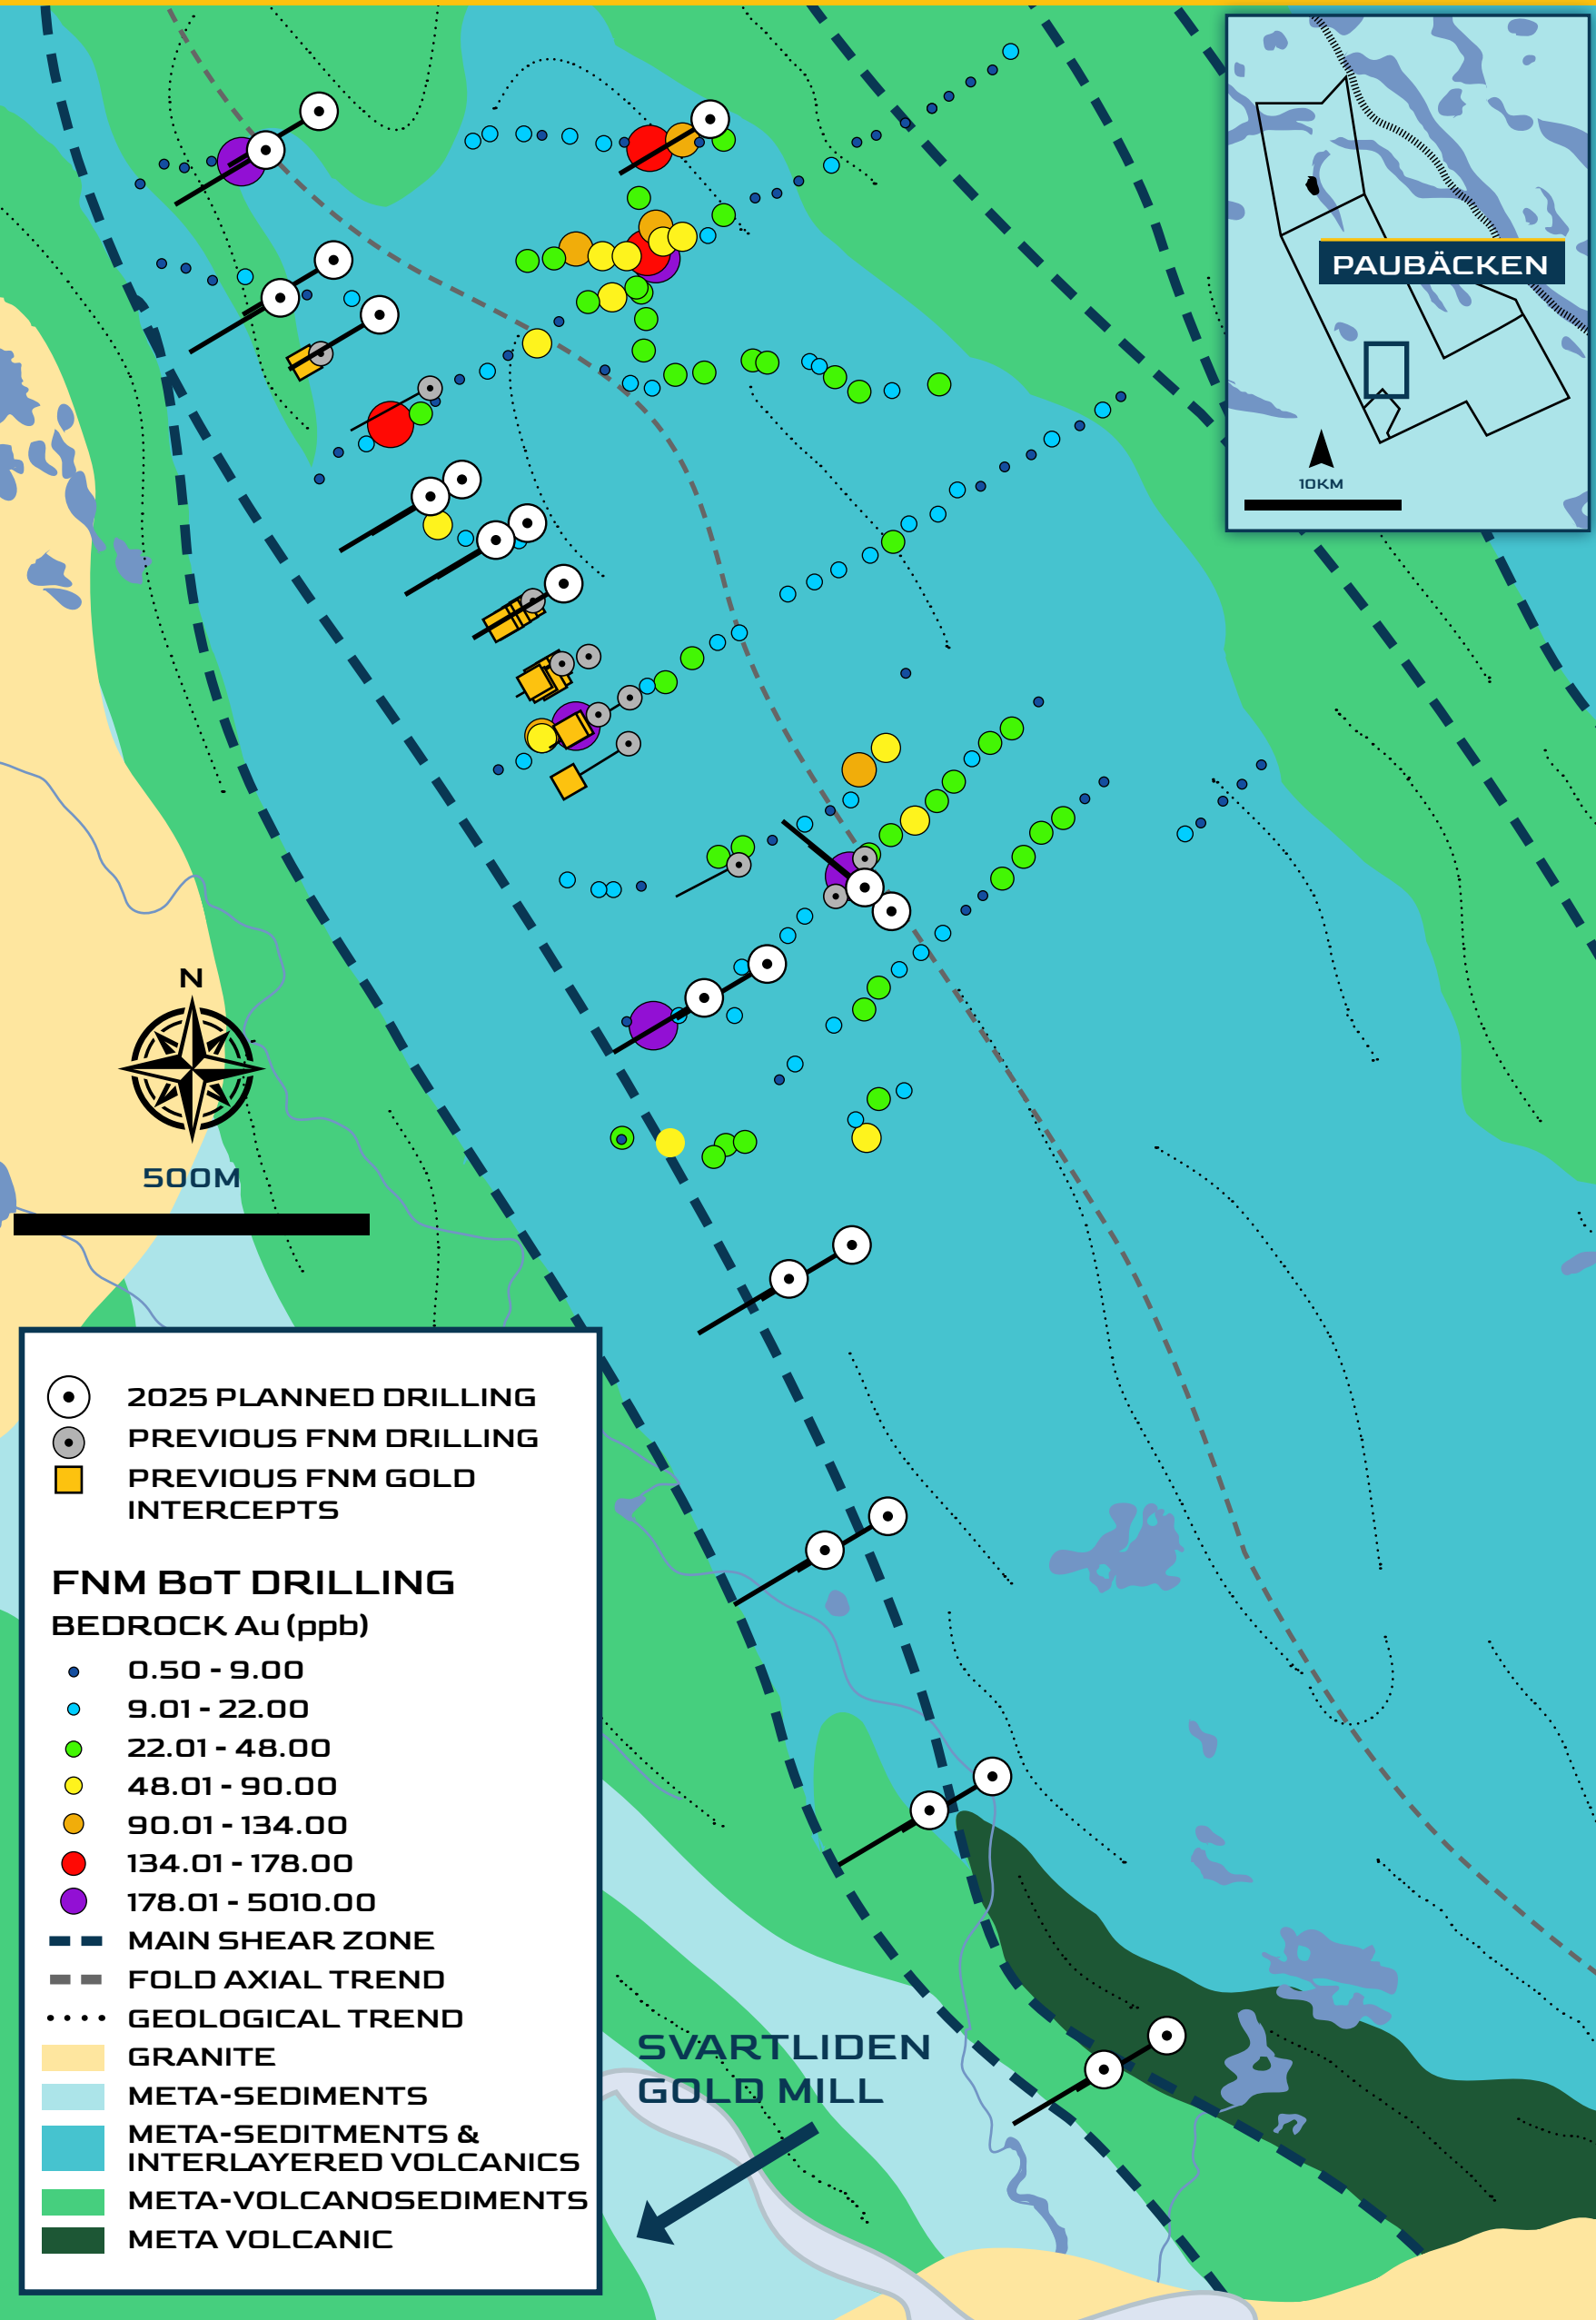 PAUBÄCKEN
10KM
N
500M
2025 PLANNED DRILLING
PREVIOUS FNM DRILLING
PREVIOUS FNM GOLD
INTERCEPTS
FNM BoT DRILLING
BEDROCK Au (ppb)
0.50 - 9.00
9.01 - 22.00
22.01 - 48.00
48.01 - 90.00
90.01 - 134.00
134.01 - 178.00
178.01 - 5010.00
MAIN SHEAR ZONE
FOLD AXIAL TREND
GEOLOGICAL TREND
GRANITE
META-SEDIMENTS
META-SEDITMENTS &
INTERLAYERED VOLCANICS
META-VOLCANOSEDIMENTS
META VOLCANIC
SVARTLIDEN
GOLD MILL